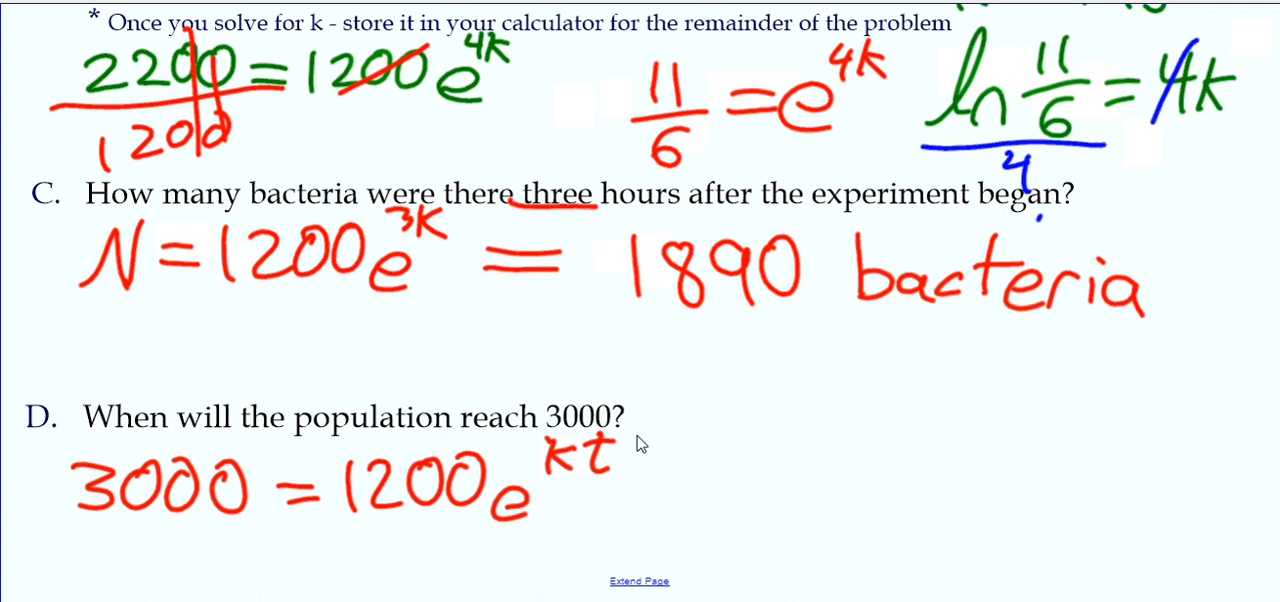 * Once you solve for k - store it in your calculator for the remainder of the problem
2200 = 1200e^4k
1200
11/6 = e^4k
ln 11/6 = 4k
4
C. How many bacteria were there three hours after the experiment began?
N = 1200e^3k = 1890 bacteria
D. When will the population reach 3000?
3000 = 1200e^kt
Extend Page